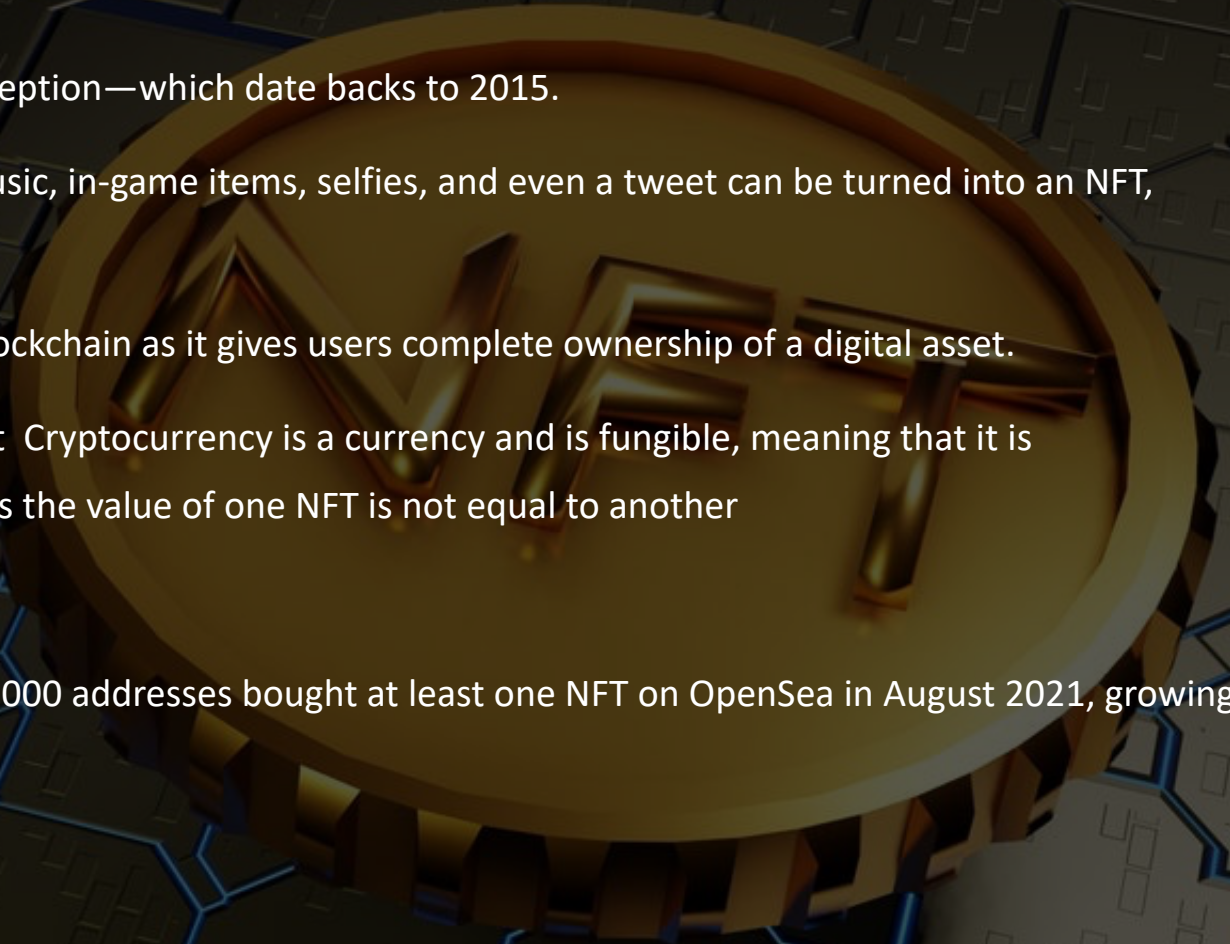 eption—which date backs to 2015.
usic, in-game items, selfies, and even a tweet can be turned into an NFT,
NFT
ockchain as it gives users complete ownership of a digital asset.
t  Cryptocurrency is a currency and is fungible, meaning that it is
s the value of one NFT is not equal to another
000 addresses bought at least one NFT on OpenSea in August 2021, growing